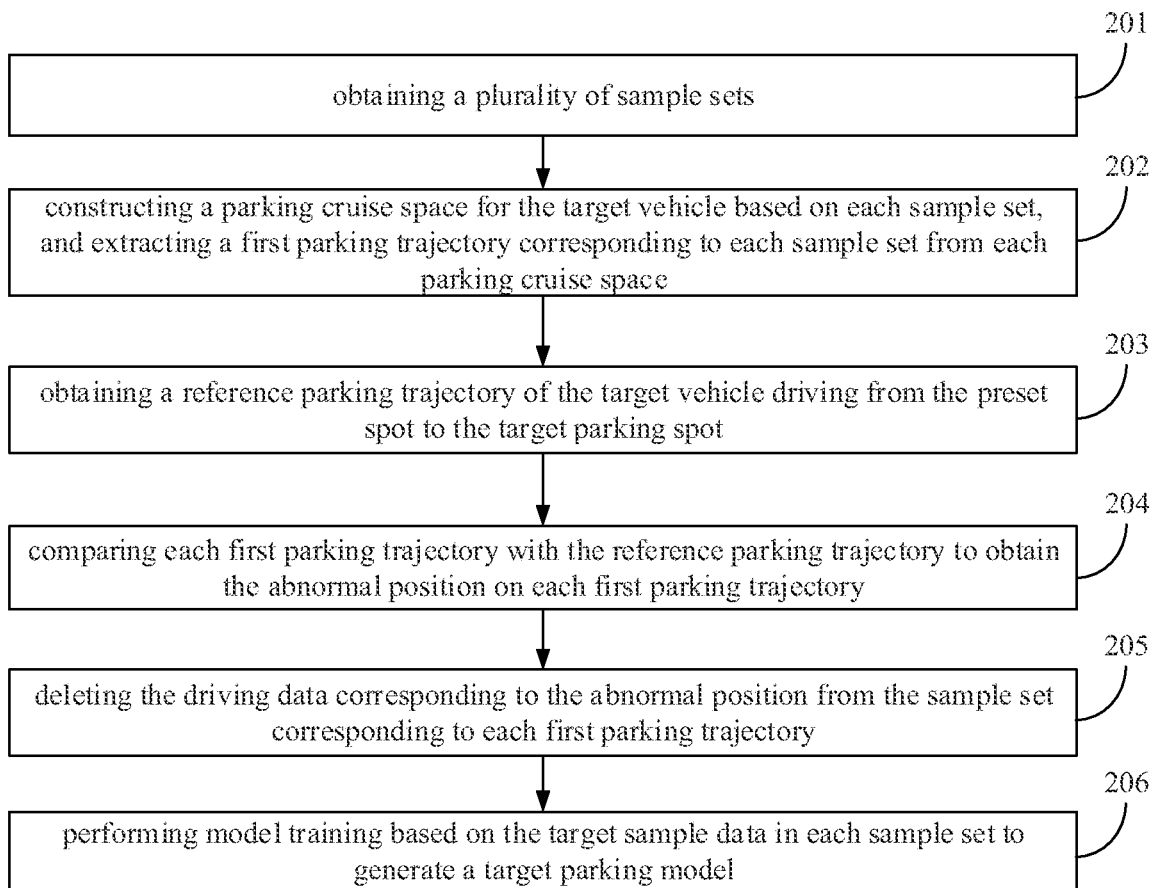 201
obtaining a plurality of sample sets
202
constructing a parking cruise space for the target vehicle based on each sample set,
and extracting a first parking trajectory corresponding to each sample set from each
parking cruise space
203
obtaining a reference parking trajectory of the target vehicle driving from the preset
spot to the target parking spot
204
comparing each first parking trajectory with the reference parking trajectory to obtain
the abnormal position on each first parking trajectory
205
deleting the driving data corresponding to the abnormal position from the sample set
corresponding to each first parking trajectory
206
performing model training based on the target sample data in each sample set to
generate a target parking model